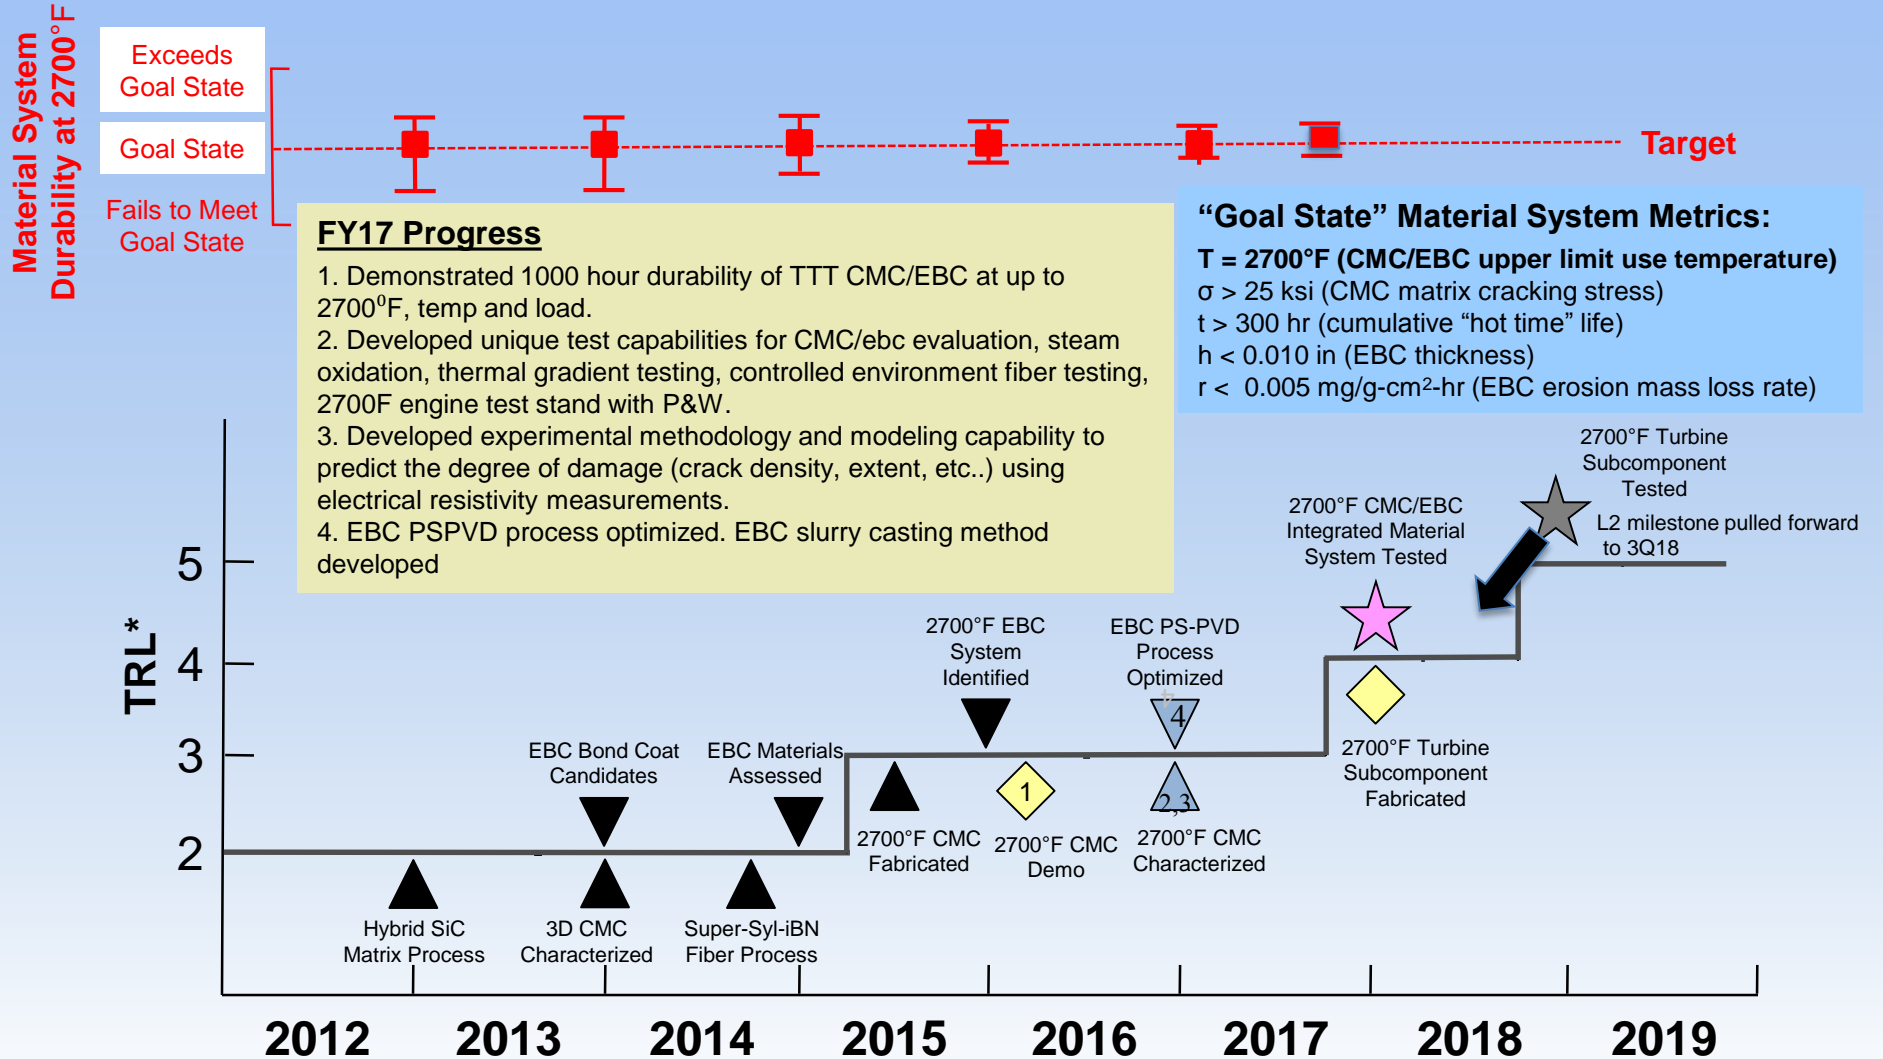 Material System
Durability at 2700°F
Exceeds
Goal State
Goal State
Fails to Meet
Goal State
Target
FY17 Progress
1. Demonstrated 1000 hour durability of TTT CMC/EBC at up to
2700⁰F, temp and load.
2. Developed unique test capabilities for CMC/ebc evaluation, steam
oxidation, thermal gradient testing, controlled environment fiber testing,
2700F engine test stand with P&W.
3. Developed experimental methodology and modeling capability to
predict the degree of damage (crack density, extent, etc..) using
electrical resistivity measurements.
4. EBC PSPVD process optimized. EBC slurry casting method
developed
“Goal State” Material System Metrics:
T = 2700°F (CMC/EBC upper limit use temperature)
σ > 25 ksi (CMC matrix cracking stress)
t > 300 hr (cumulative “hot time” life)
h < 0.010 in (EBC thickness)
r < 0.005 mg/g-cm²-hr (EBC erosion mass loss rate)
2700°F Turbine
Subcomponent
Tested
L2 milestone pulled forward
to 3Q18
2700°F CMC/EBC
Integrated Material
System Tested
TRL*
5
4
3
2
2700°F EBC
System
Identified
EBC PS-PVD
Process
Optimized
4
4
EBC Bond Coat
Candidates
EBC Materials
Assessed
1
2,3
2700°F Turbine
Subcomponent
Fabricated
2700°F CMC
Fabricated
2700°F CMC
Demo
2700°F CMC
Characterized
Hybrid SiC
Matrix Process
3D CMC
Characterized
Super-Syl-iBN
Fiber Process
2012 2013 2014 2015 2016 2017 2018 2019